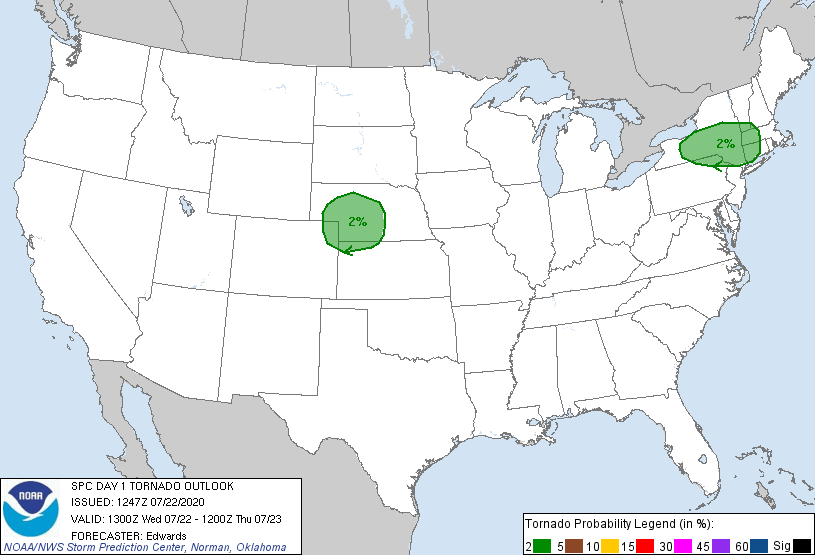 2%
2%
NOAA
SPC DAY 1 TORNADO OUTLOOK
ISSUED: 1247Z 07/22/2020
VALID: 1300Z Wed 07/22 - 1200Z Thu 07/23
FORECASTER: Edwards
NOAA/NWS Storm Prediction Center, Norman, Oklahoma
Tornado Probability Legend (in %):
2 5 10 15 30 45 60 Sig